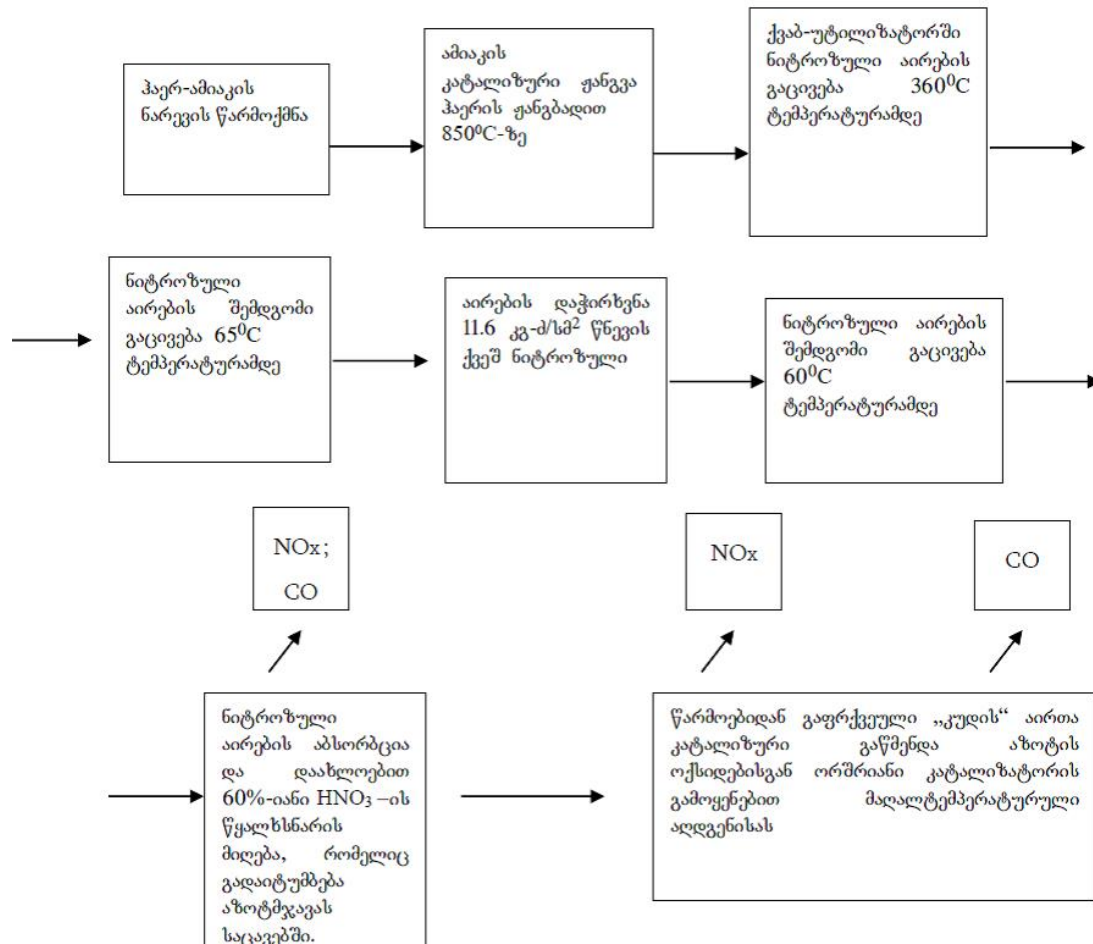 ჰაერ-ამიაკის
ნარევის წარმოქმნა
ამიაკის
კატალიზური ჟანგვა
ჰაერის ჟანგბადით
850⁰C-ზე
ქვაბ-უტილიზატორში
ნიტროზული აირების
გაცივება 360⁰C
ტემპერატურამდე
ნიტროზული
აირების შემდგომი
გაცივება 65⁰C
ტემპერატურამდე
აირების დაჭირხვნა
11.6 კგ-ძ/სმ² წნევის
ქვეშ ნიტროზული
ნიტროზული აირების
შემდგომი გაცივება
60⁰C
ტემპერატურამდე
NOx;
CO
NOx
CO
ნიტროზული
აირების აბსორბცია
და დაახლოებით
60%-იანი HNO₃ –ის
წყალხსნარის
მიღება, რომელიც
გადაიტუმბება
აზოტმჟავას
საცავებში.
წარმოებიდან გაფრქვეული „კუდის“ აირთა
კატალიზური გაწმენდა აზოტის
ოქსიდებისგან ორშრიანი კატალიზატორის
გამოყენებით მაღალტემპერატურული
აღდგენისას